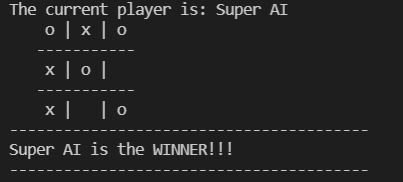 The current player is: Super AI
o | x | o
-----------
x | o |
-----------
x |   | o
----------------------------------------
Super AI is the WINNER!!!
----------------------------------------